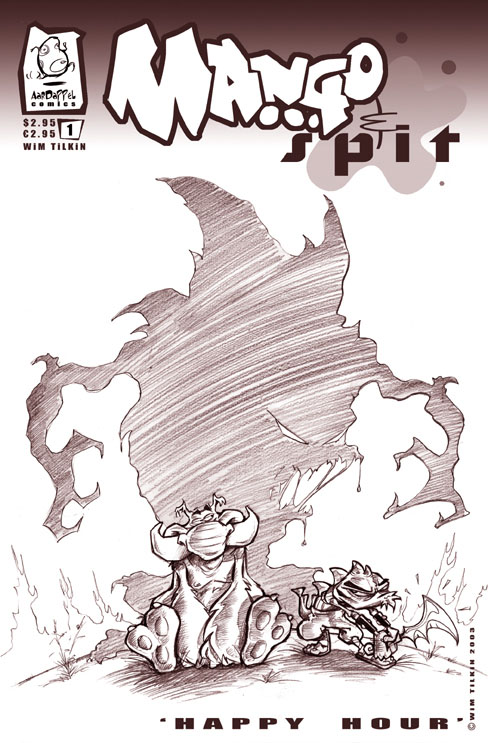 AarDappel
comics
$2.95
€2.95
1
WiM TiLKiN
MANGO
&
spit
'HAPPY HOUR'
©WiM TiLKiN 2003